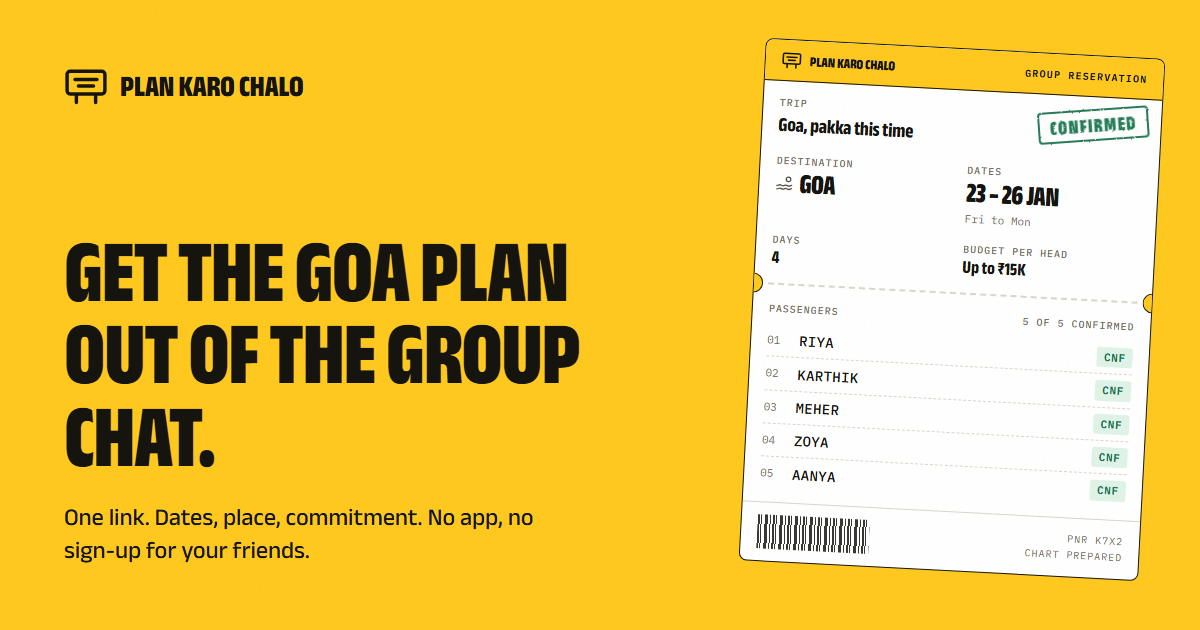 PLAN KARO CHALO
GET THE GOA PLAN
OUT OF THE GROUP
CHAT.
One link. Dates, place, commitment. No app, no
sign-up for your friends.
PLAN KARO CHALO
GROUP RESERVATION
TRIP
Goa, pakka this time
CONFIRMED
DESTINATION
GOA
DATES
23 – 26 JAN
Fri to Mon
DAYS
4
BUDGET PER HEAD
Up to ₹15K
PASSENGERS
5 OF 5 CONFIRMED
01 RIYA CNF
02 KARTHIK CNF
03 MEHER CNF
04 ZOYA CNF
05 AANYA CNF
PNR K7X2
CHART PREPARED